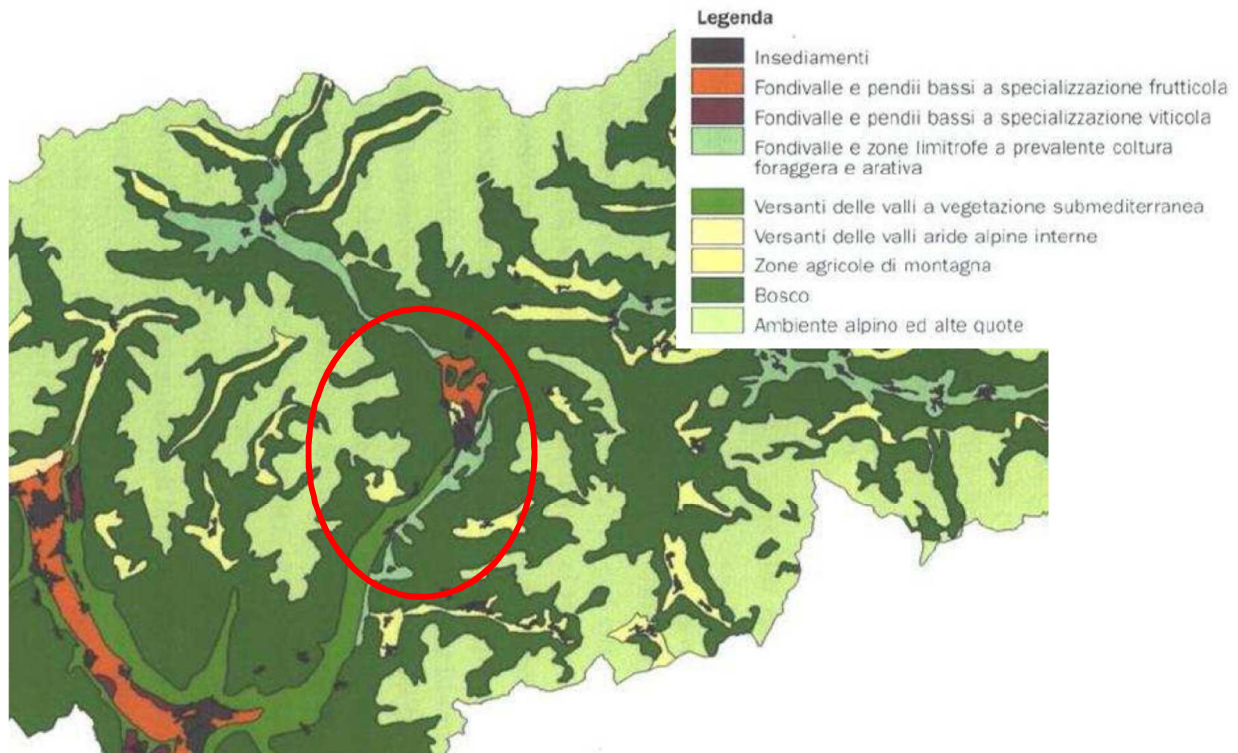 Legenda
Insediamenti
Fondivalle e pendii bassi a specializzazione frutticola
Fondivalle e pendii bassi a specializzazione viticola
Fondivalle e zone limitrofe a prevalente coltura
foraggera e arativa
Versanti delle valli a vegetazione submediterranea
Versanti delle valli aride alpine interne
Zone agricole di montagna
Bosco
Ambiente alpino ed alte quote